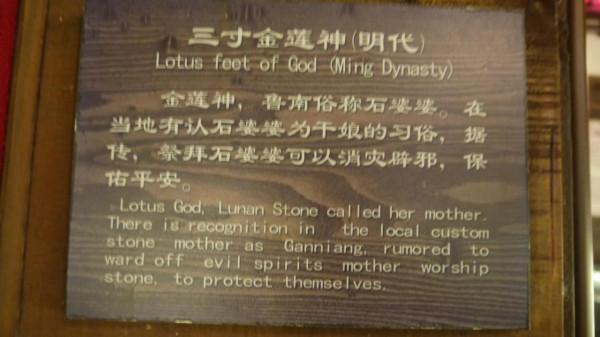 三寸金莲神(明代)
Lotus feet of God (Ming Dynasty)
金莲神，鲁南俗称石婆婆。在
当地有认石婆婆为干娘的习俗，据
传，祭拜石婆婆可以消灾辟邪，保
佑平安。
Lotus God, Lunan Stone called her mother.
There is recognition in the local custom
stone mother as Ganniang, rumored to
ward off evil spirits mother worship
stone, to protect themselves.